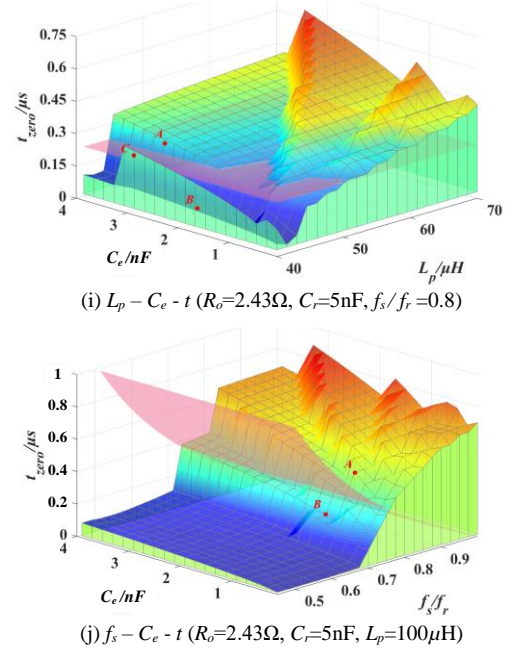 0.75
0.60
0.45
0.3
0.15
0
t_zero/μs
A
C
B
4
3
2
1
C_e/nF
40
50
60
70
L_p/μH
(i) L_p – C_e - t (R_o=2.43Ω, C_r=5nF, f_s/f_r=0.8)
1
0.8
0.6
0.4
0.2
0
t_zero/μs
A
B
4
3
2
1
C_e/nF
0.5
0.6
0.7
0.8
0.9
f_s/f_r
(j) f_s – C_e - t (R_o=2.43Ω, C_r=5nF, L_p=100μH)